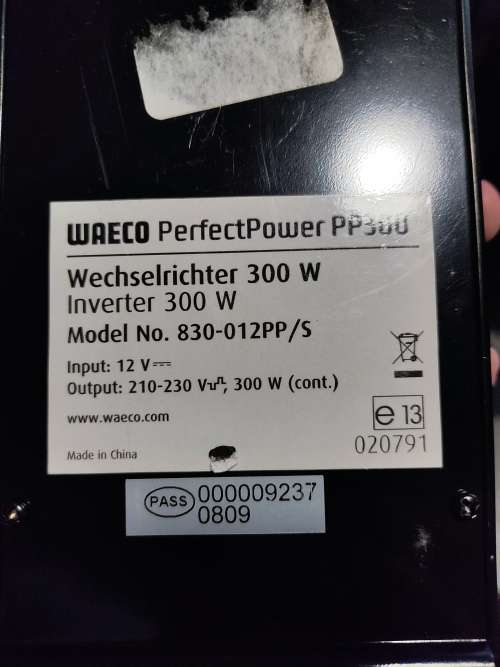 WAECO PerfectPower PP300
Wechselrichter 300 W
Inverter 300 W
Model No. 830-012PP/S
Input: 12 V⎓
Output: 210-230 V, 300 W (cont.)
www.waeco.com
e 13
Made in China
020791
PASS 000009237
0809